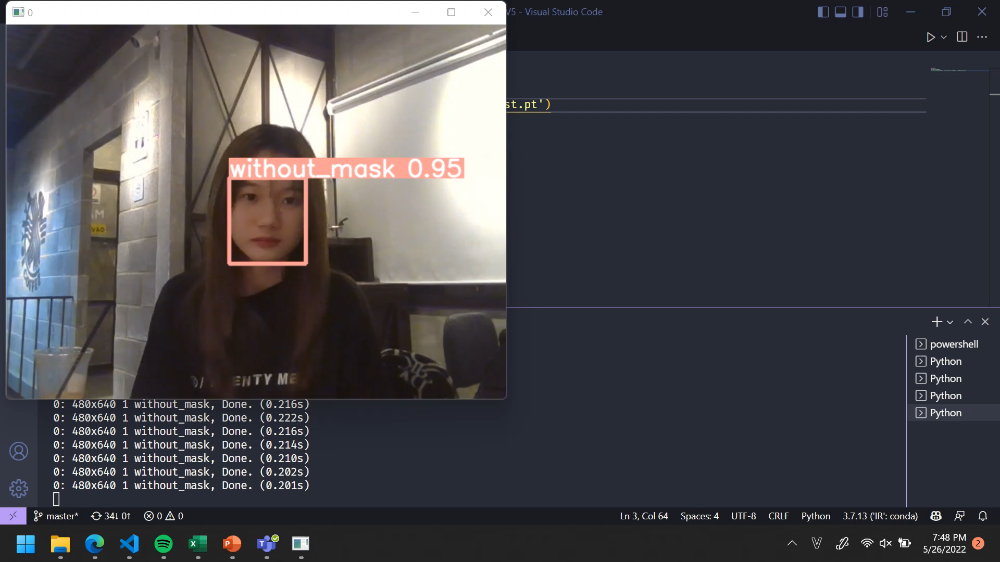 0
V5 - Visual Studio Code
st.pt')
without_mask 0.95
VÀO
COFFEE
ENTY ME
0: 480x640 1 without_mask, Done. (0.216s)
0: 480x640 1 without_mask, Done. (0.222s)
0: 480x640 1 without_mask, Done. (0.216s)
0: 480x640 1 without_mask, Done. (0.214s)
0: 480x640 1 without_mask, Done. (0.210s)
0: 480x640 1 without_mask, Done. (0.202s)
0: 480x640 1 without_mask, Done. (0.201s)
powershell
Python
Python
Python
Python
master* 34↓ 0↑ 0 0
Ln 3, Col 64 Spaces: 4 UTF-8 CRLF Python 3.7.13 ('IR': conda)
7:48 PM
5/26/2022
2